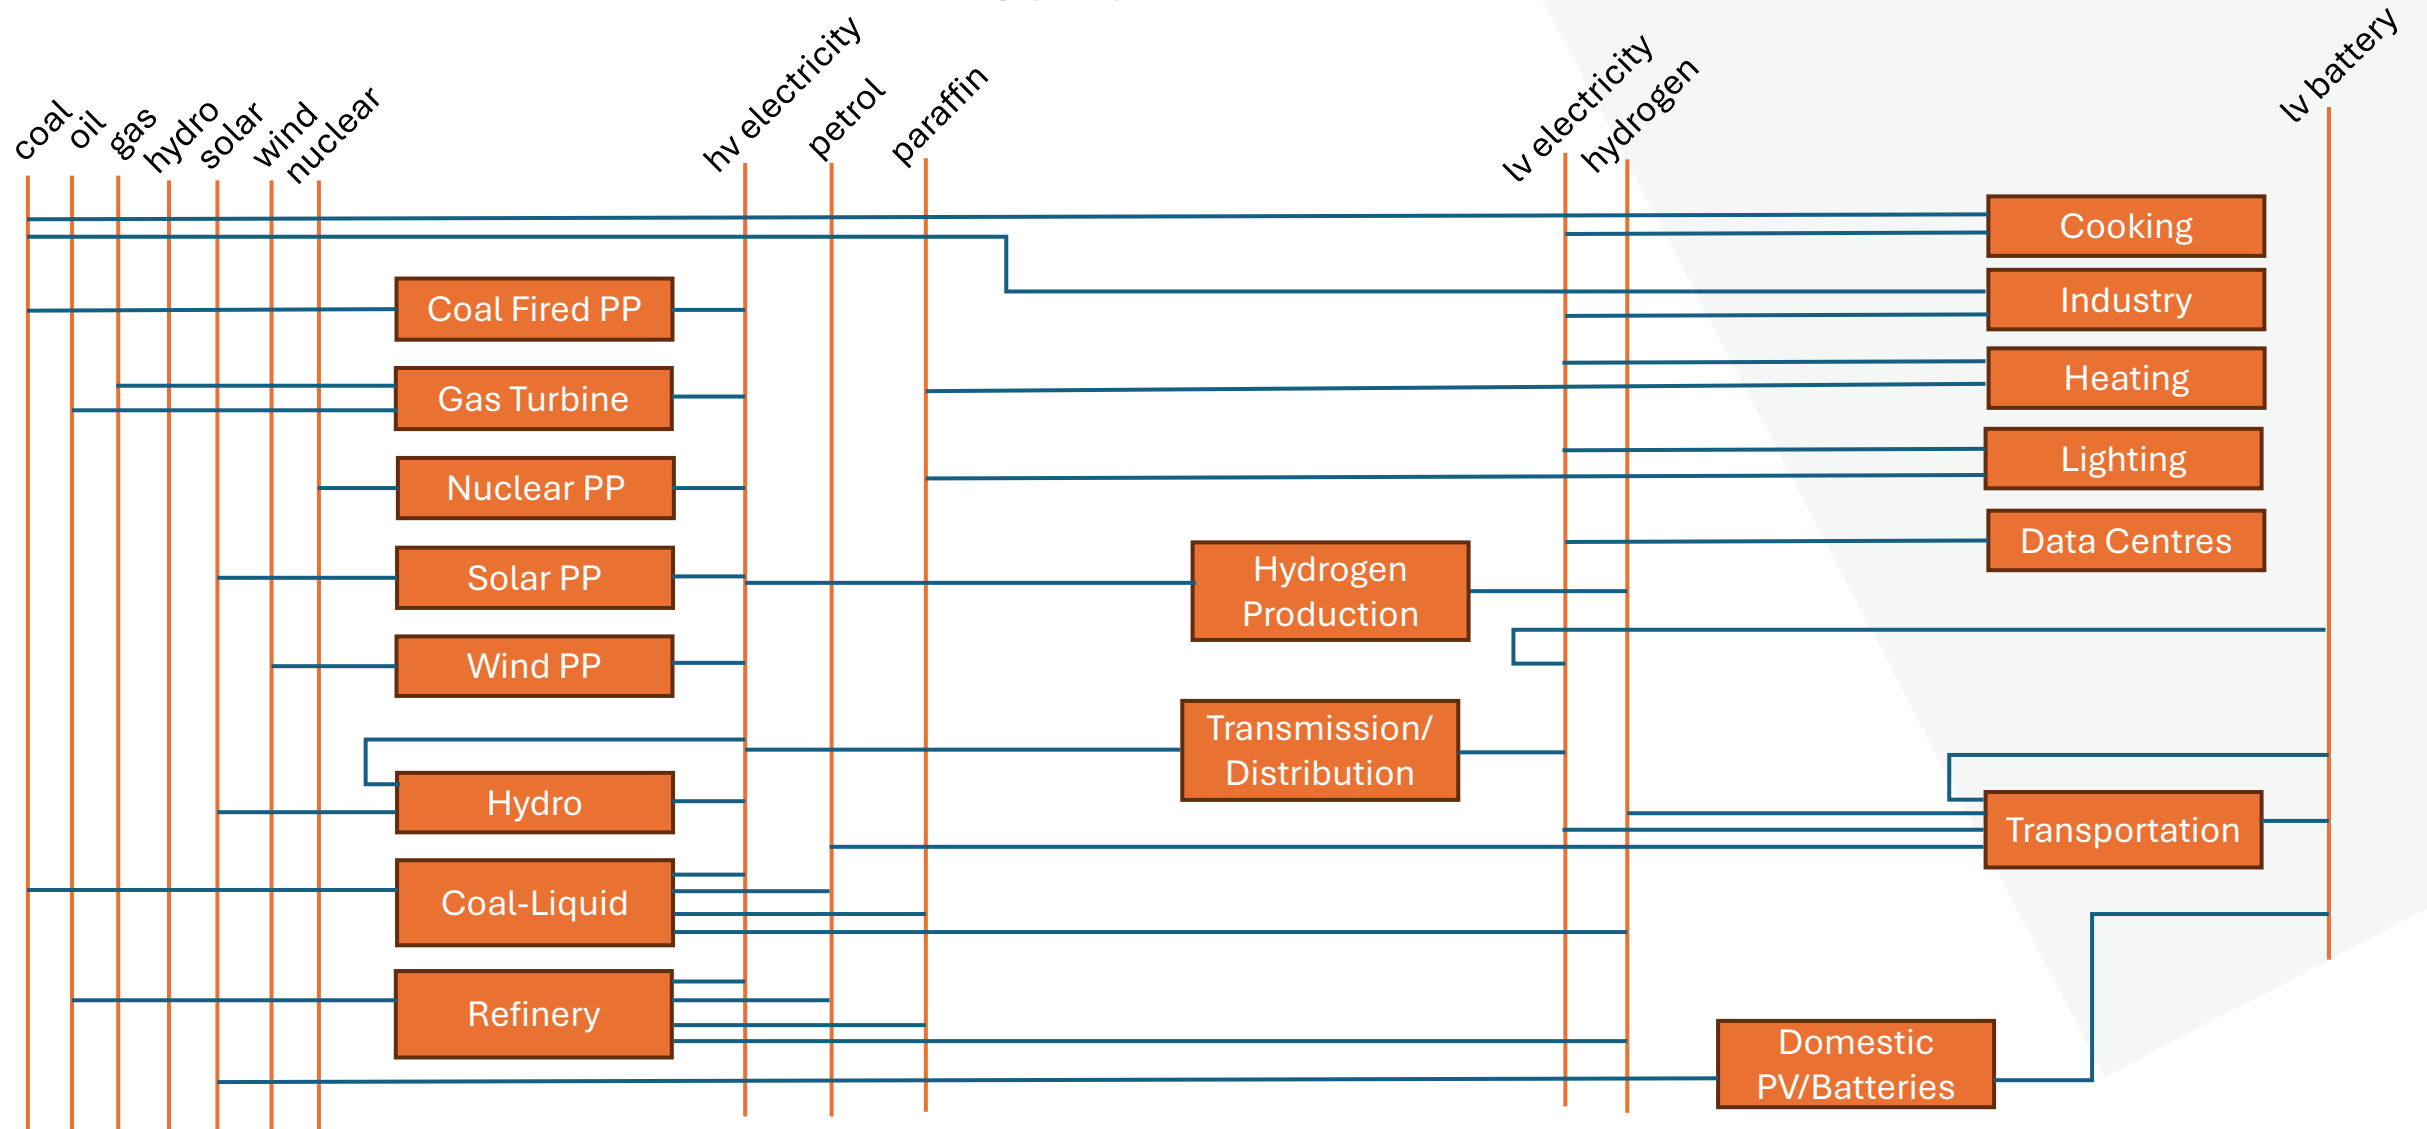 coal
oil
gas
hydro
solar
wind
nuclear
hv electricity
petrol
paraffin
lv electricity
hydrogen
lv battery
Cooking
Industry
Coal Fired PP
Heating
Gas Turbine
Lighting
Nuclear PP
Data Centres
Solar PP
Hydrogen
Production
Wind PP
Transmission/
Distribution
Hydro
Transportation
Coal-Liquid
Refinery
Domestic
PV/Batteries